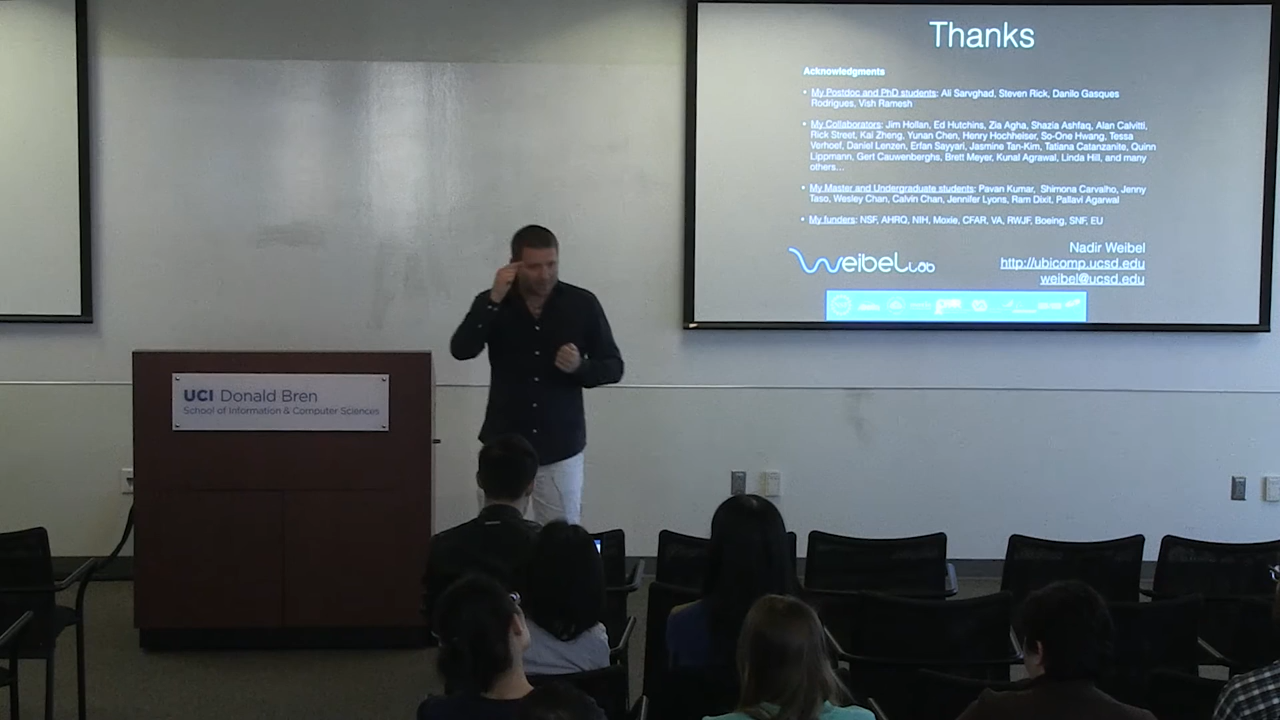 Thanks
Acknowledgments
• My Postdoc and PhD students: Ali Sarvghad, Steven Rick, Danilo Gasques
Rodrigues, Vish Ramesh
• My Collaborators: Jim Hollan, Ed Hutchins, Zia Agha, Shazia Ashfaq, Alan Calvitti,
Rick Street, Kai Zheng, Yunan Chen, Henry Hochheiser, So-One Hwang, Tessa
Verhoef, Daniel Lenzen, Erfan Sayyari, Jasmine Tan-Kim, Tatiana Catanzanite, Quinn
Lippmann, Gert Cauwenberghs, Brett Meyer, Kunal Agrawal, Linda Hill, and many
others...
• My Master and Undergraduate students: Pavan Kumar, Shimona Carvalho, Jenny
Taso, Wesley Chan, Calvin Chan, Jennifer Lyons, Ram Dixit, Pallavi Agarwal
• My funders: NSF, AHRQ, NIH, Moxie, CFAR, VA, RWJF, Boeing, SNF, EU
Nadir Weibel
WeibelLab
http://ubicomp.ucsd.edu
weibel@ucsd.edu
UCI Donald Bren
School of Information & Computer Sciences